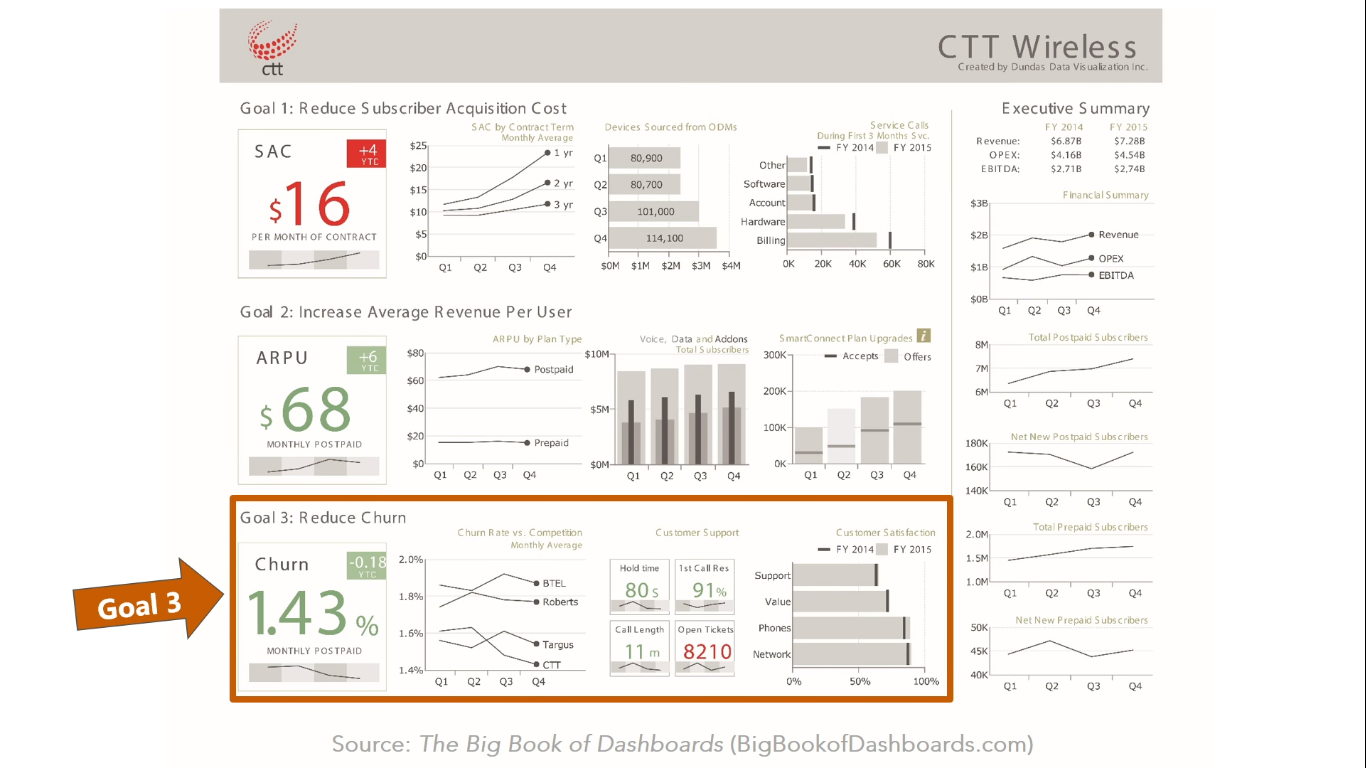 ctt
CTT Wireless
Created by Dundas Data Visualization Inc.
Goal 1: Reduce Subscriber Acquisition Cost
SAC
+4
YTC
$16
PER MONTH OF CONTRACT
SAC by Contract Term
Monthly Average
$25
$20
$15
$10
$5
$0
1 yr
2 yr
3 yr
Q1 Q2 Q3 Q4
Devices Sourced from ODMs
Q1 80,900
Q2 80,700
Q3 101,000
Q4 114,100
$0M $1M $2M $3M $4M
Service Calls
During First 3 Months Svc.
FY 2014 FY 2015
Other
Software
Account
Hardware
Billing
0K 20K 40K 60K 80K
Goal 2: Increase Average Revenue Per User
ARPU
+6
YTC
$68
MONTHLY POSTPAID
ARPU by Plan Type
$80
$60
$40
$20
$0
Postpaid
Prepaid
Q1 Q2 Q3 Q4
Voice, Data and Addons
Total Subscribers
$10M
$5M
$0M
Q1 Q2 Q3 Q4
SmartConnect Plan Upgrades i
Accepts Offers
300K
200K
100K
0K
Q1 Q2 Q3 Q4
Goal 3
Goal 3: Reduce Churn
Churn
-0.18
YTC
1.43 %
MONTHLY POSTPAID
Churn Rate vs. Competition
Monthly Average
2.0%
1.8%
1.6%
1.4%
BTEL
Roberts
Targus
CTT
Q1 Q2 Q3 Q4
Customer Support
Hold time
80 s
1st Call Res
91%
Call Length
11 m
Open Tickets
8210
Customer Satisfaction
FY 2014 FY 2015
Support
Value
Phones
Network
0% 50% 100%
Executive Summary
FY 2014 FY 2015
Revenue: $6.87B $7.28B
OPEX: $4.16B $4.54B
EBITDA; $2,71B $2,74B
Financial Summary
$3B
$2B
$1B
$0B
Revenue
OPEX
EBITDA
Q1 Q2 Q3 Q4
Total Postpaid Subscribers
8M
7M
6M
Q1 Q2 Q3 Q4
Net New Postpaid Subscribers
180K
160K
140K
Q1 Q2 Q3 Q4
Total Prepaid Subscribers
2.0M
1.5M
1.0M
Q1 Q2 Q3 Q4
Net New Prepaid Subscribers
50K
45K
40K
Q1 Q2 Q3 Q4
Source: The Big Book of Dashboards (BigBookofDashboards.com)